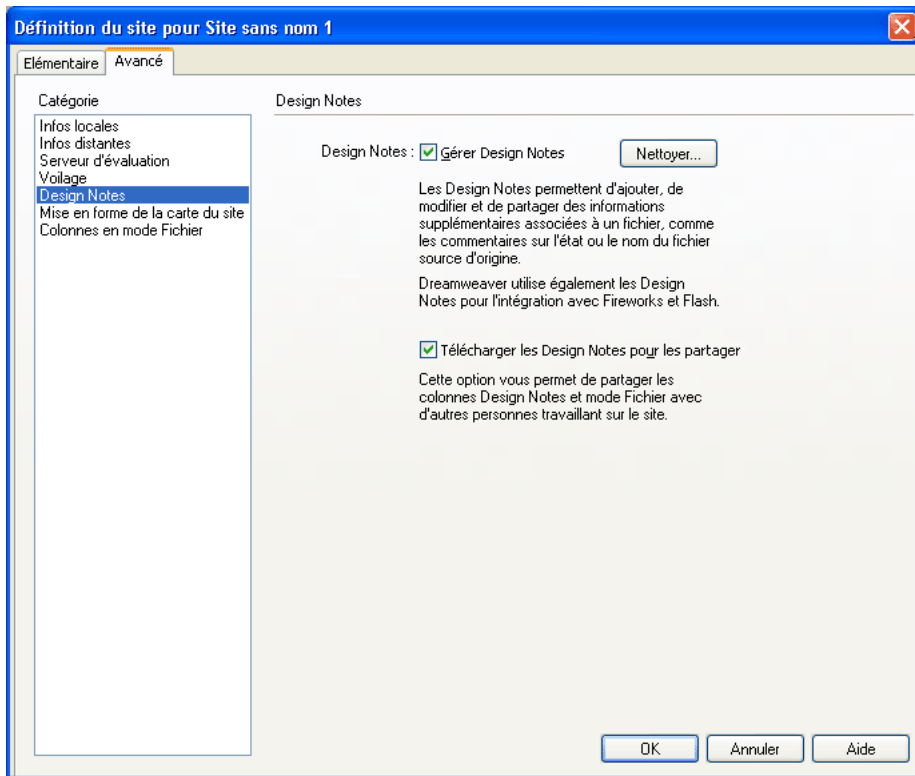 Définition du site pour Site sans nom 1
Elémentaire
Avancé
Catégorie
Infos locales
Infos distantes
Serveur d'évaluation
Voilage
Design Notes
Mise en forme de la carte du site
Colonnes en mode Fichier
Design Notes
Design Notes : Gérer Design Notes
Nettoyer...
Les Design Notes permettent d'ajouter, de
modifier et de partager des informations
supplémentaires associées à un fichier, comme
les commentaires sur l'état ou le nom du fichier
source d'origine.
Dreamweaver utilise également les Design
Notes pour l'intégration avec Fireworks et Flash.
Télécharger les Design Notes pour les partager
Cette option vous permet de partager les
colonnes Design Notes et mode Fichier avec
d'autres personnes travaillant sur le site.
OK
Annuler
Aide